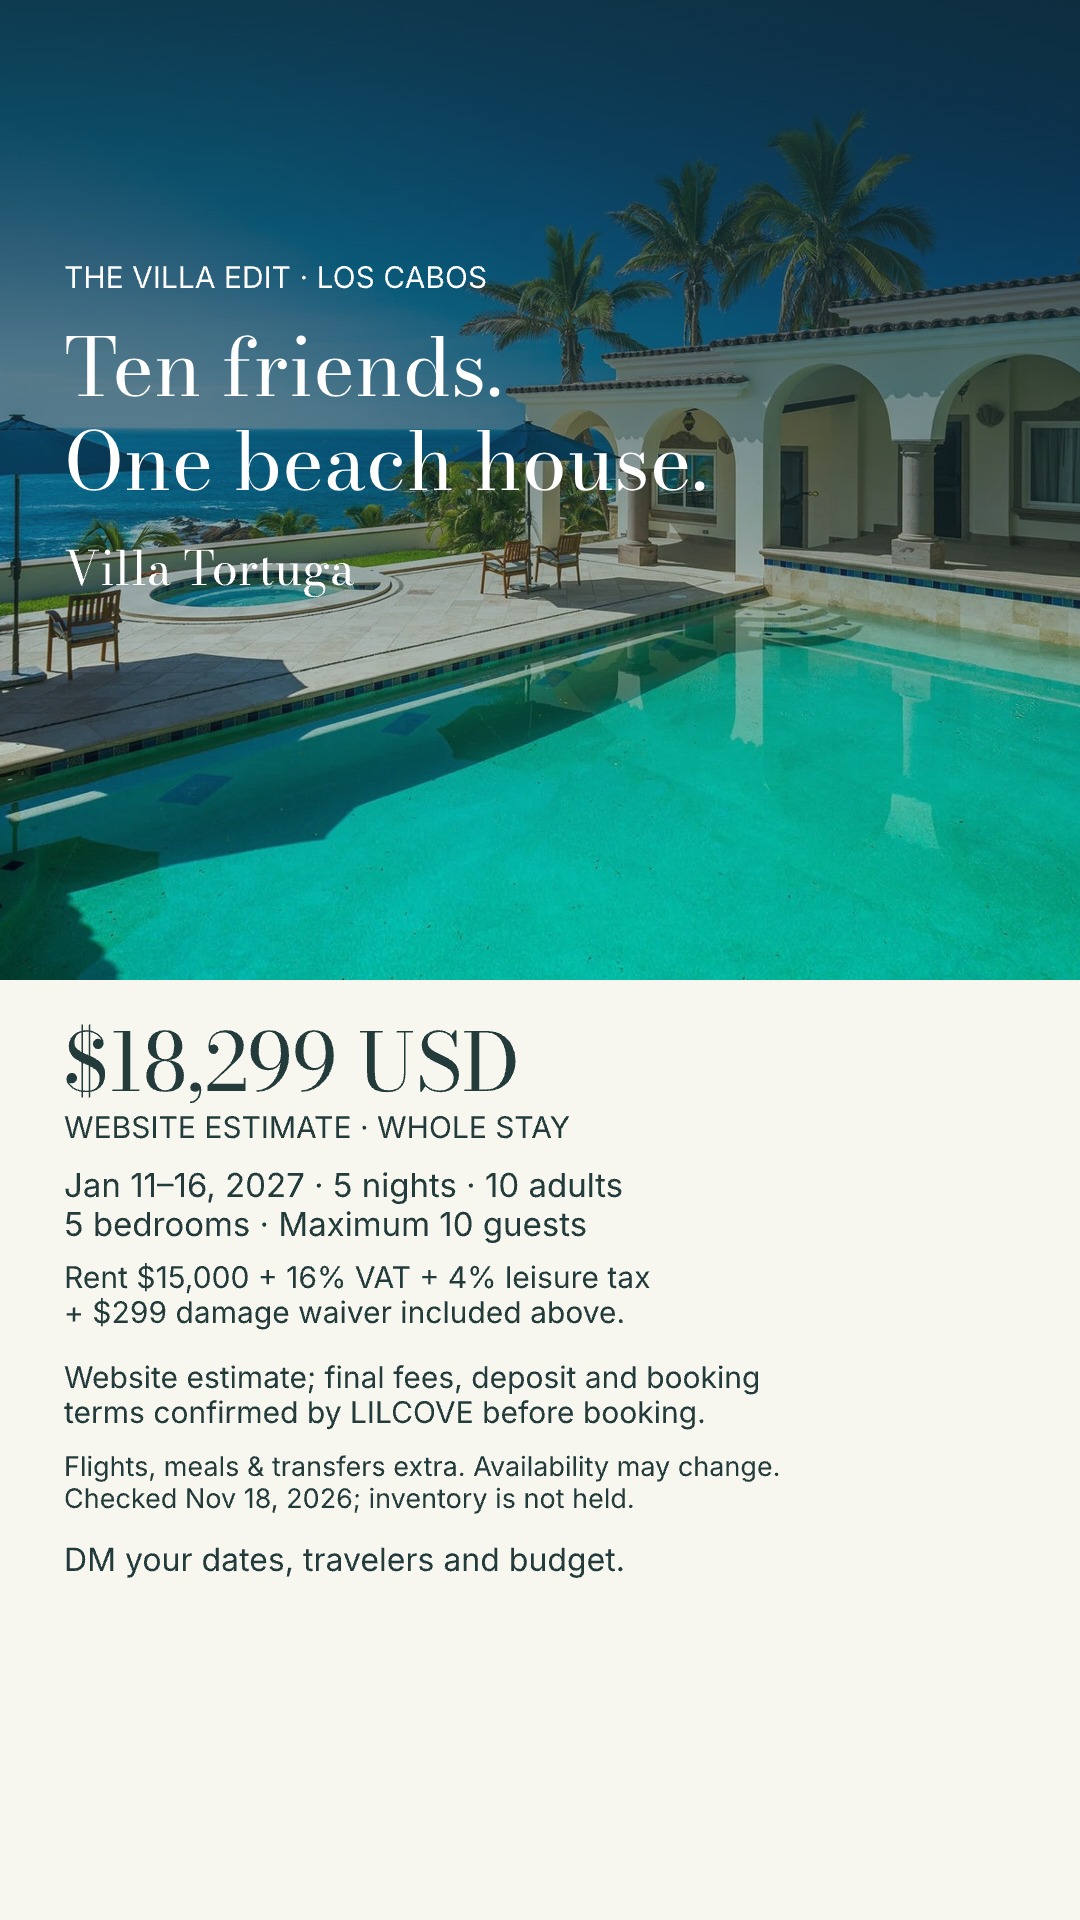 THE VILLA EDIT · LOS CABOS
Ten friends.
One beach house.
Villa Tortuga
$18,299 USD
WEBSITE ESTIMATE · WHOLE STAY
Jan 11–16, 2027 · 5 nights · 10 adults
5 bedrooms · Maximum 10 guests
Rent $15,000 + 16% VAT + 4% leisure tax
+ $299 damage waiver included above.
Website estimate; final fees, deposit and booking
terms confirmed by LILCOVE before booking.
Flights, meals & transfers extra. Availability may change.
Checked Nov 18, 2026; inventory is not held.
DM your dates, travelers and budget.